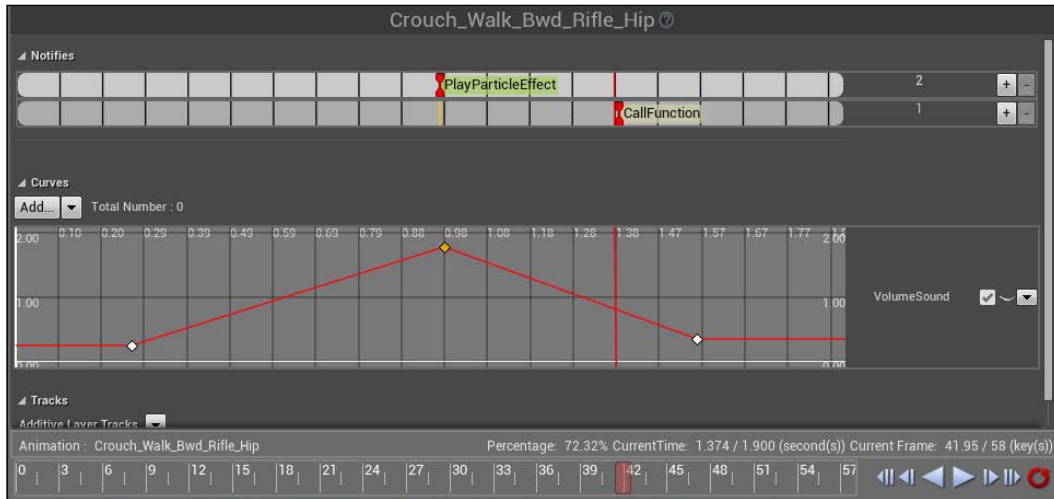 Crouch_Walk_Bwd_Rifle_Hip
Notifies
PlayParticleEffect 2 + -
CallFunction 1 + -
Curves
Add... Total Number : 0
2.00 0.10 0.20 0.29 0.39 0.49 0.59 0.69 0.79 0.88 0.98 1.08 1.18 1.28 1.38 1.47 1.57 1.67 1.77 2.00
1.00 1.00 VolumeSound
0.00 0.00
Tracks
Additive Layer Tracks
Animation : Crouch_Walk_Bwd_Rifle_Hip Percentage: 72.32% CurrentTime: 1.374 / 1.900 (second(s)) Current Frame: 41.95 / 58 (key(s))
0 3 6 9 12 15 18 21 24 27 30 33 36 39 42 45 48 51 54 57